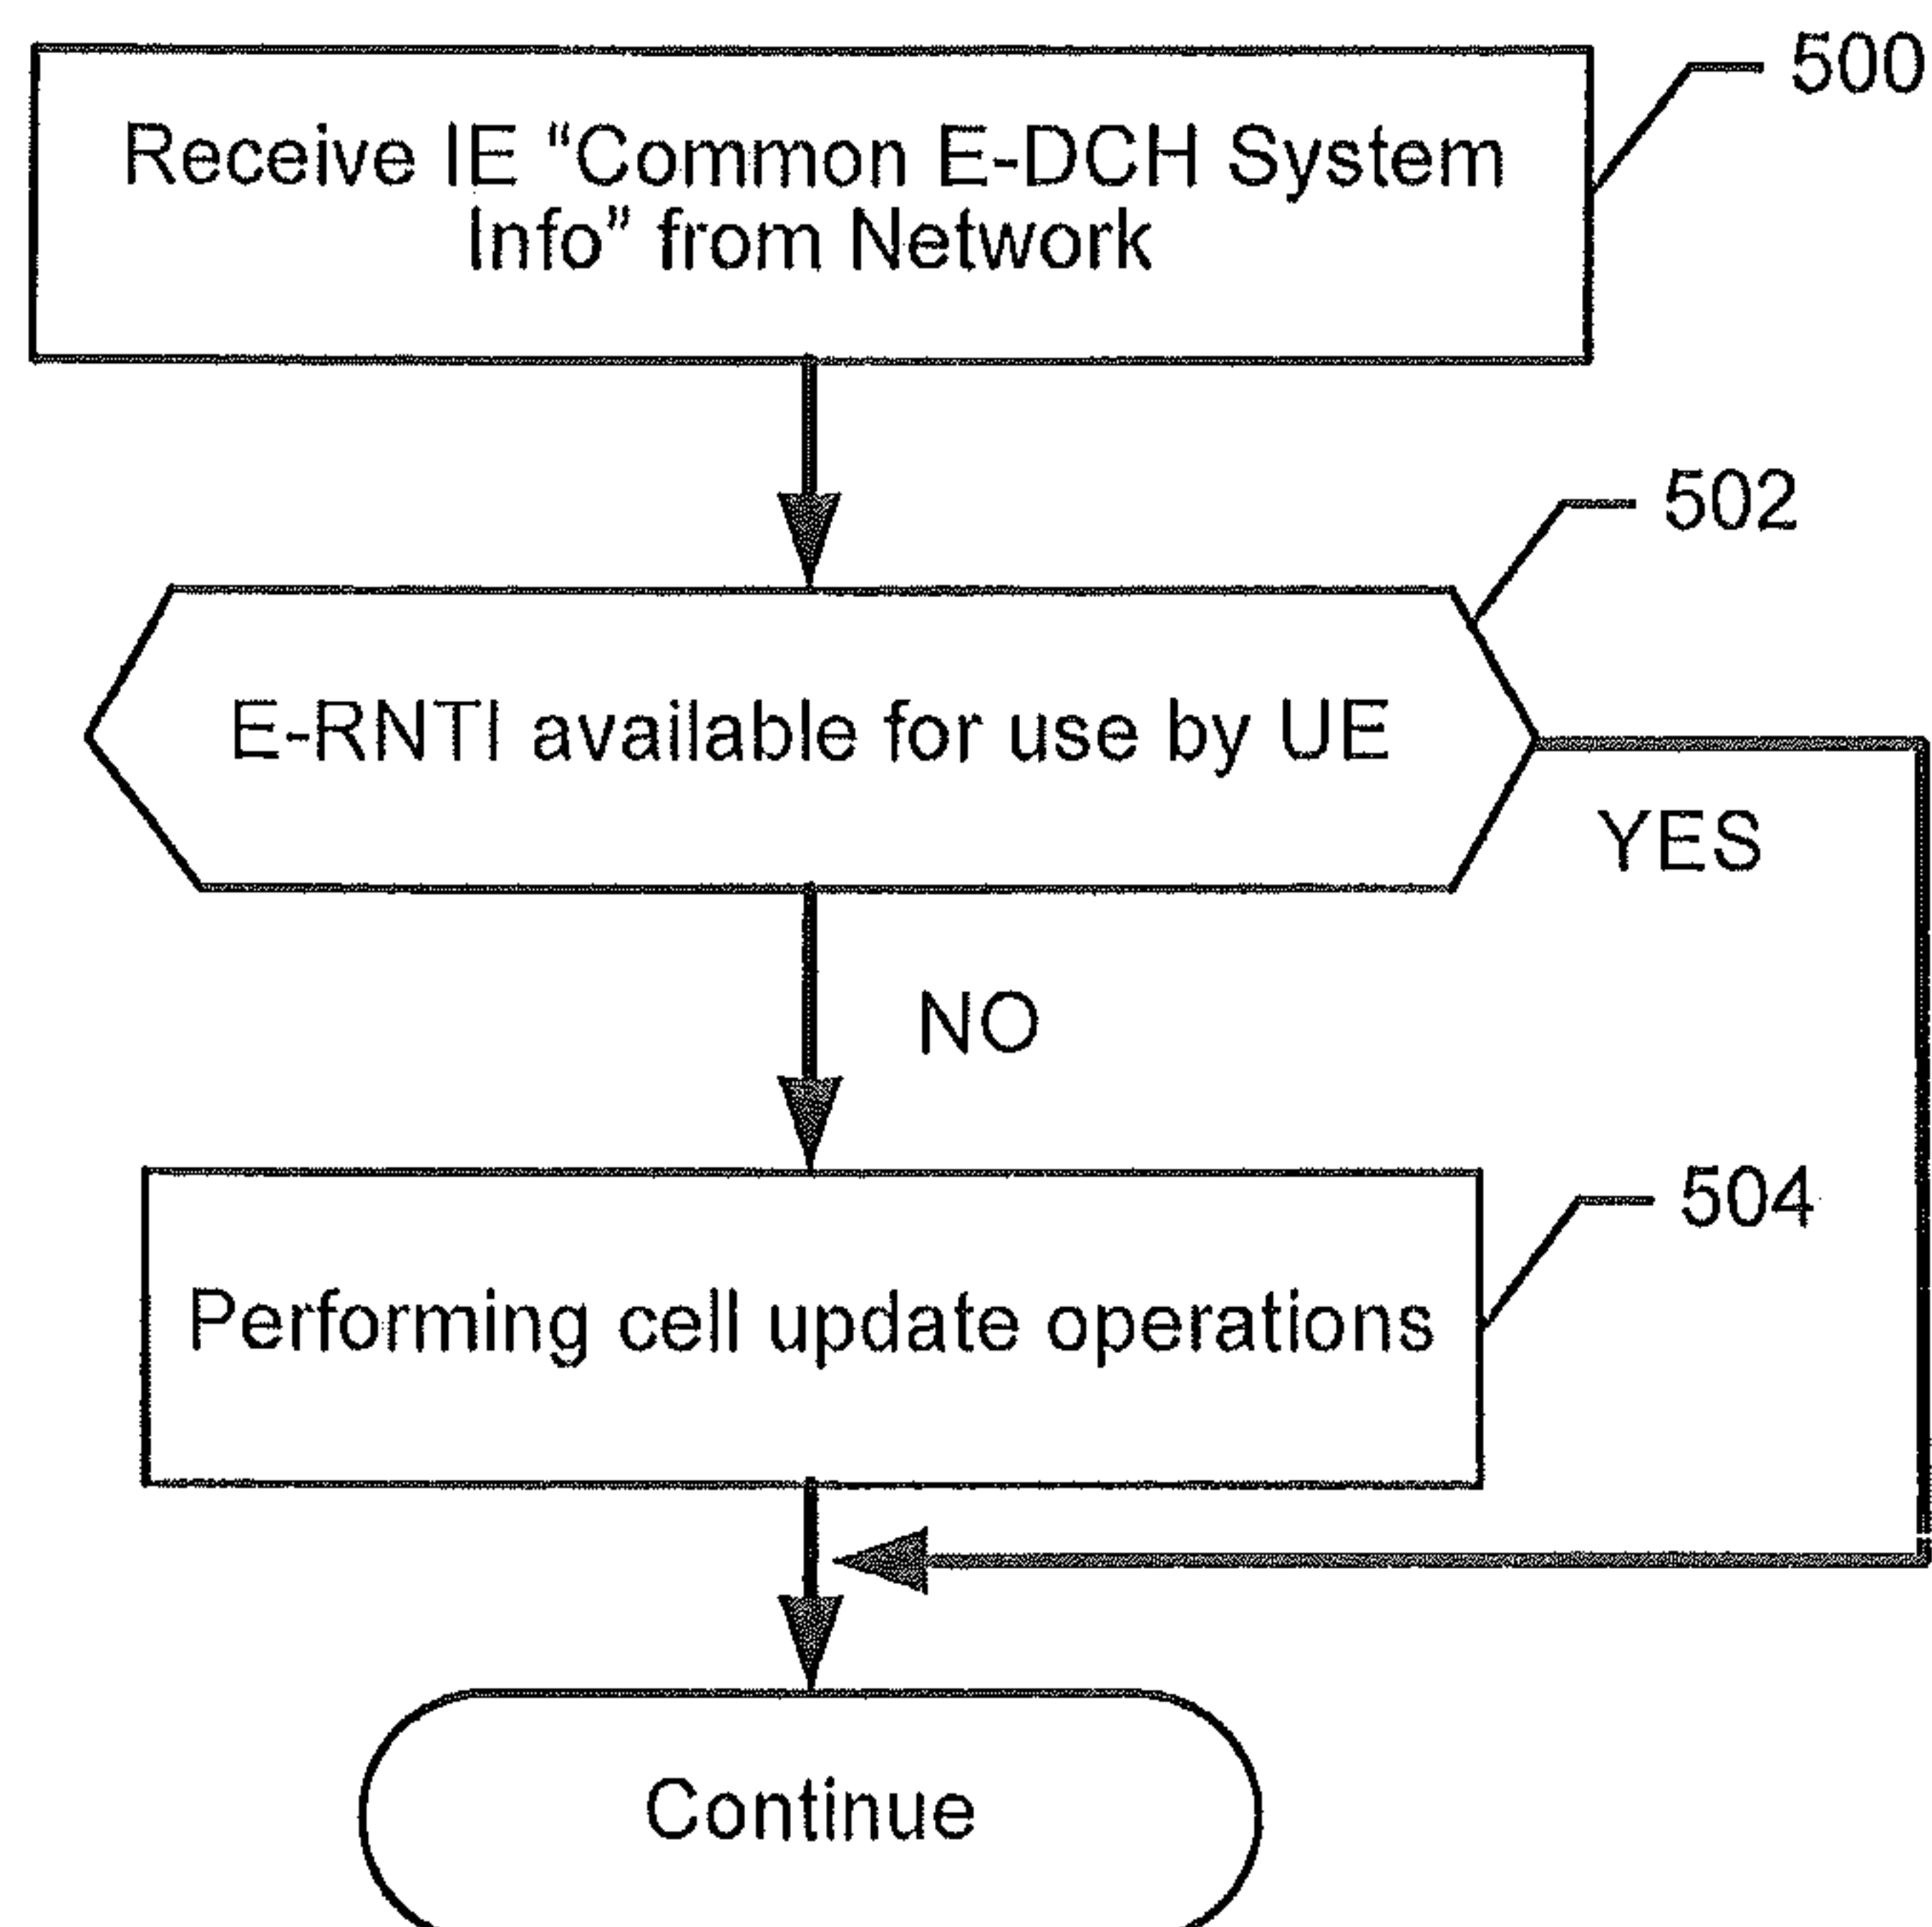 500
Receive IE “Common E-DCH System
Info” from Network
502
E-RNTI available for use by UE
YES
NO
504
Performing cell update operations
Continue